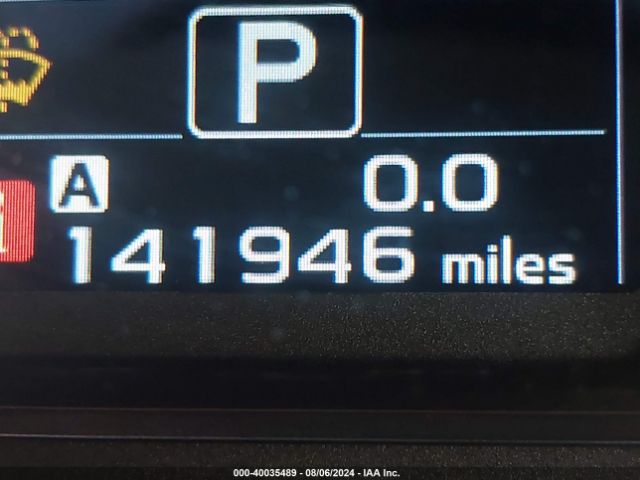 P
A 0.0
141946 miles
000-40035489 - 08/06/2024 - IAA Inc.